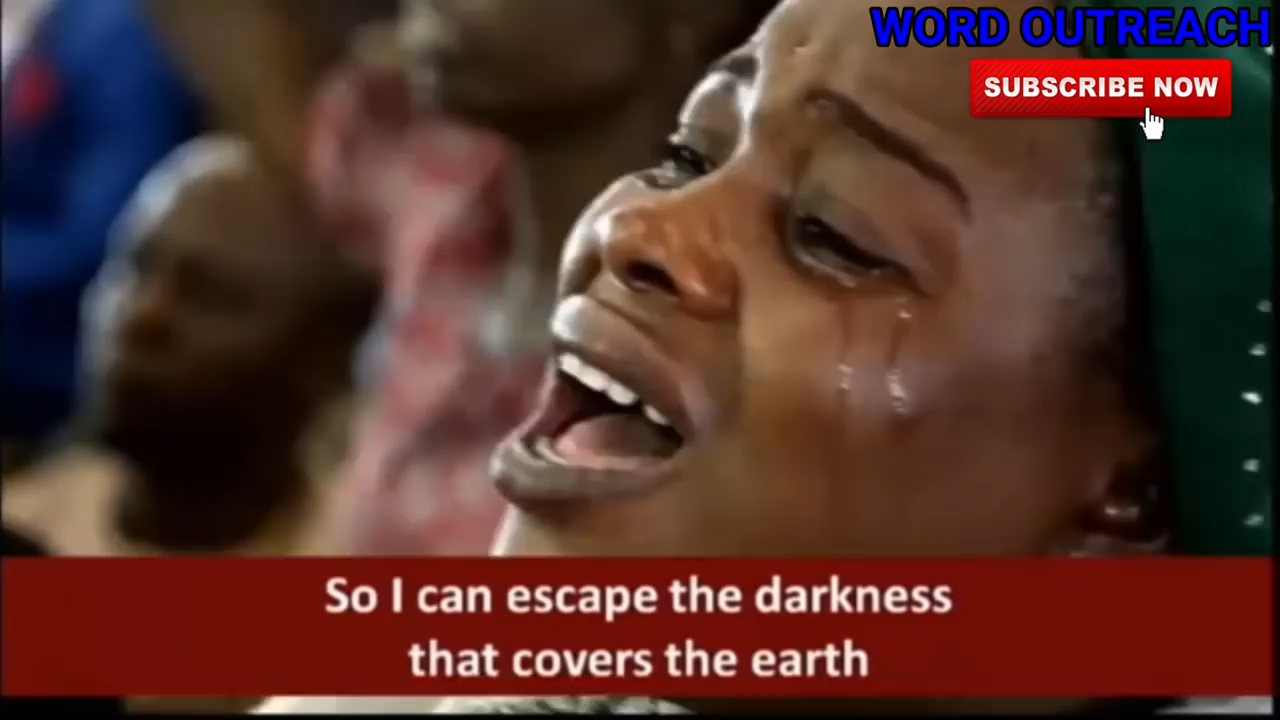 WORD OUTREACH
SUBSCRIBE NOW
So I can escape the darkness
that covers the earth